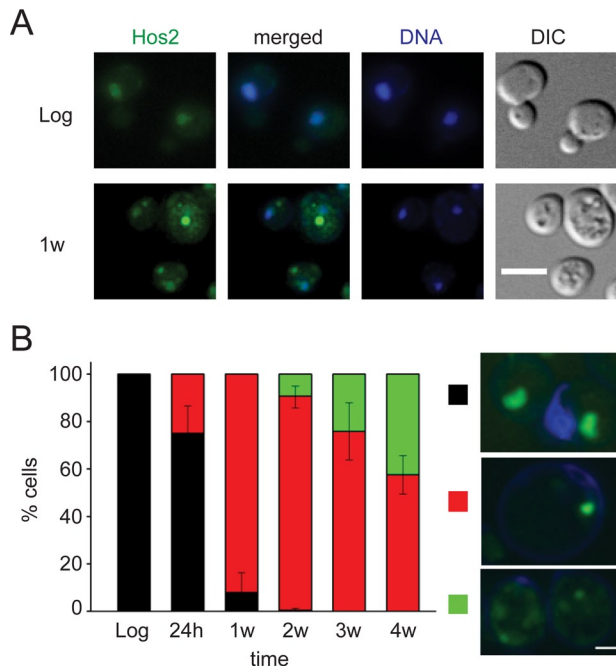 A
Hos2 merged DNA DIC
Log
1w
B
100
80
60
40
20
0
% cells
Log 24h 1w 2w 3w 4w
time